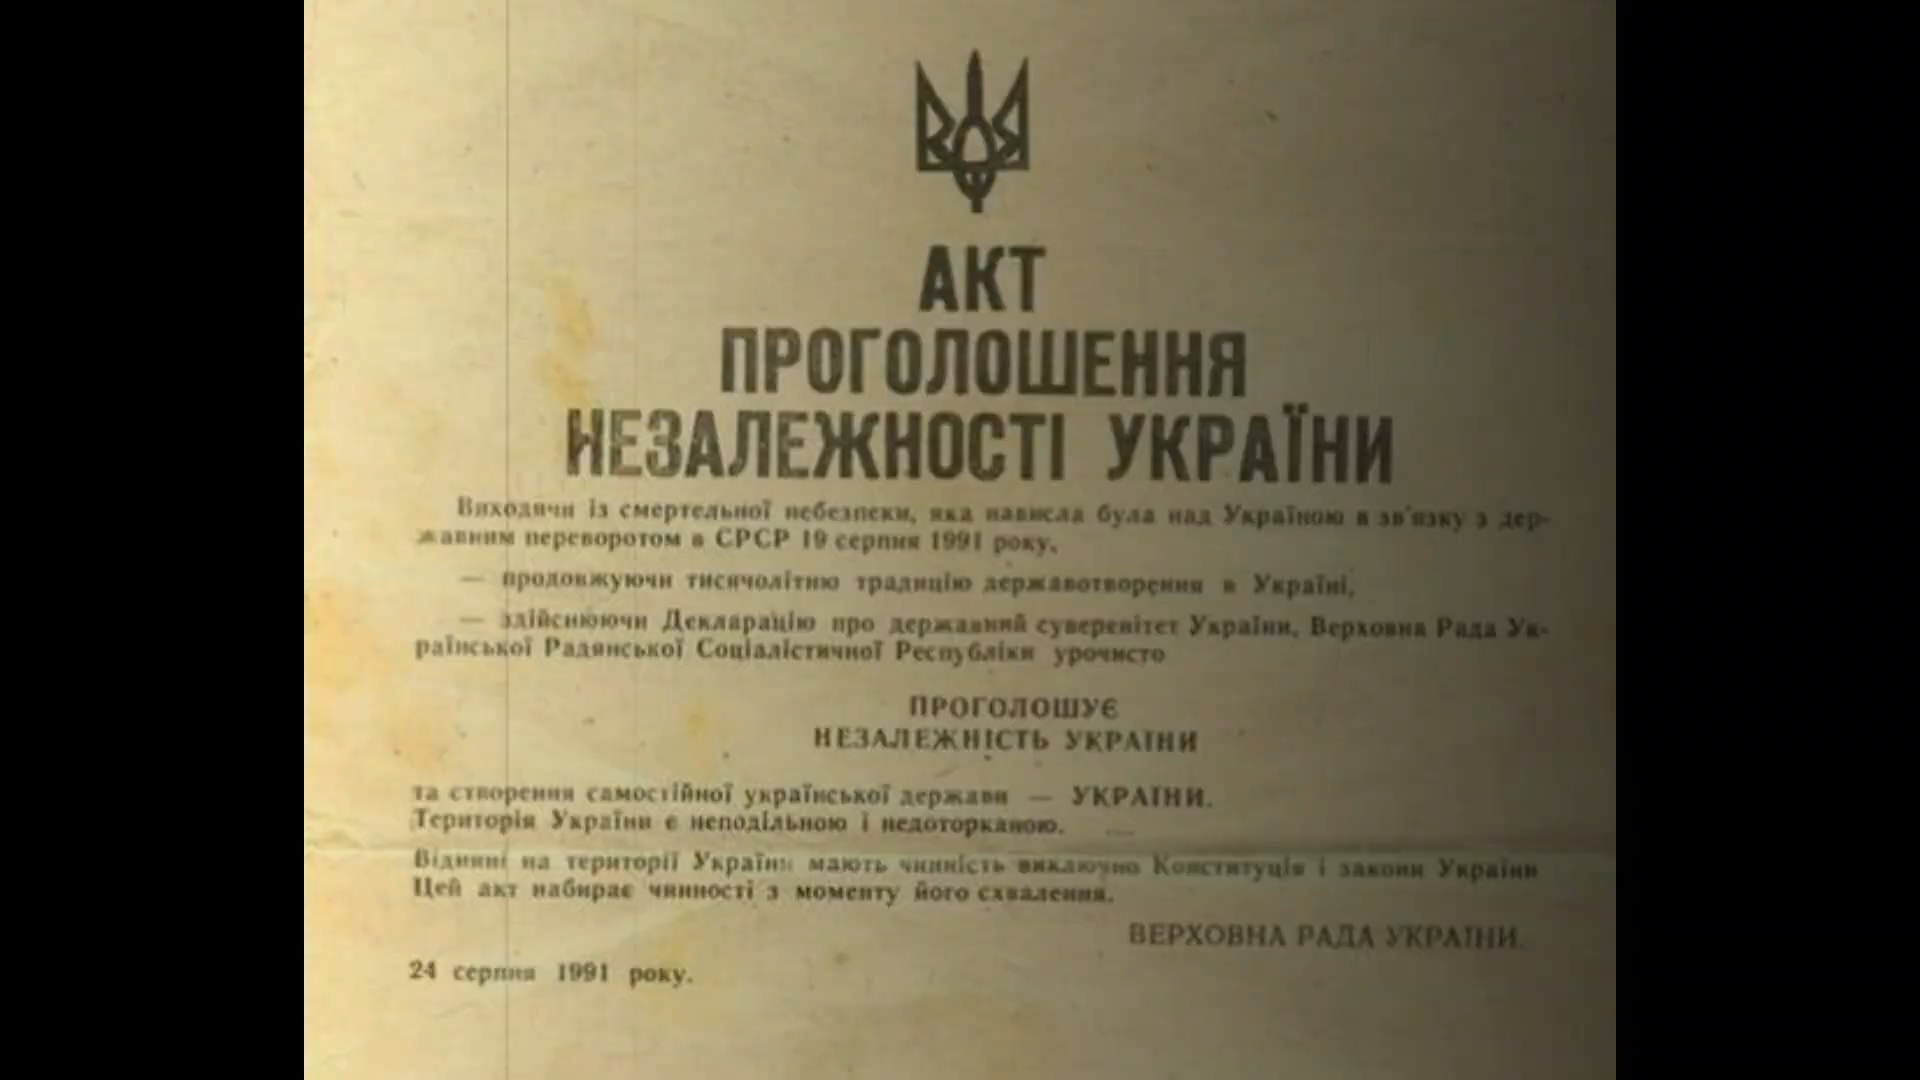 АКТ
ПРОГОЛОШЕННЯ
НЕЗАЛЕЖНОСТІ УКРАЇНИ
Виходячи із смертельної небезпеки, яка нависла була над Україною в зв'язку з дер-
жавним переворотом в СРСР 19 серпня 1991 року,
— продовжуючи тисячолітню традицію державотворення в Україні,
— здійснюючи Декларацію про державний суверенітет України, Верховна Рада Ук-
раїнської Радянської Соціалістичної Республіки урочисто
ПРОГОЛОШУЄ
НЕЗАЛЕЖНІСТЬ УКРАЇНИ
та створення самостійної української держави — УКРАЇНИ.
Територія України є неподільною і недоторканою.
Віднині на території України мають чинність виключно Конституція і закони України
Цей акт набирає чинності з моменту його схвалення.
ВЕРХОВНА РАДА УКРАЇНИ.
24 серпня 1991 року.